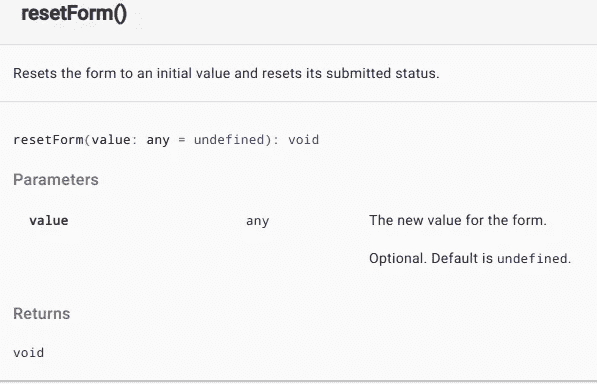 resetForm()
Resets the form to an initial value and resets its submitted status.
resetForm(value: any = undefined): void
Parameters
value any The new value for the form.
Optional. Default is undefined.
Returns
void